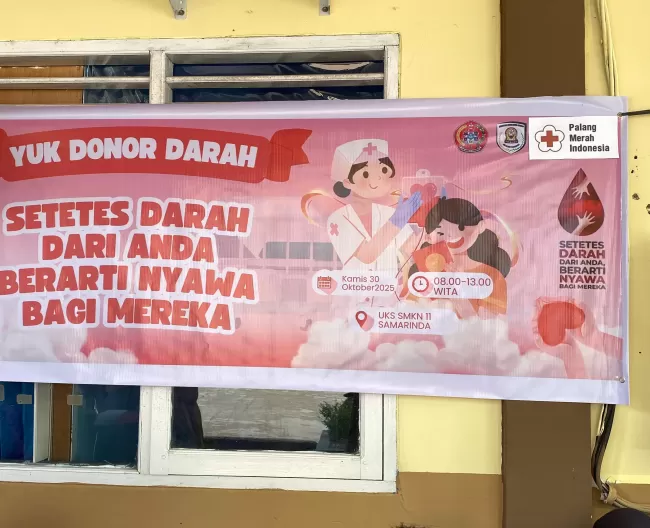 YUK DONOR DARAH
SETETES DARAH
DARI ANDA
BERARTI NYAWA
BAGI MEREKA
Palang
Merah
Indonesia
Kamis 30
Oktober2025
08.00-13.00
WITA
UKS SMKN 11
SAMARINDA
SETETES
DARAH
DARI ANDA,
BERARTI
NYAWA
BAGI MEREKA